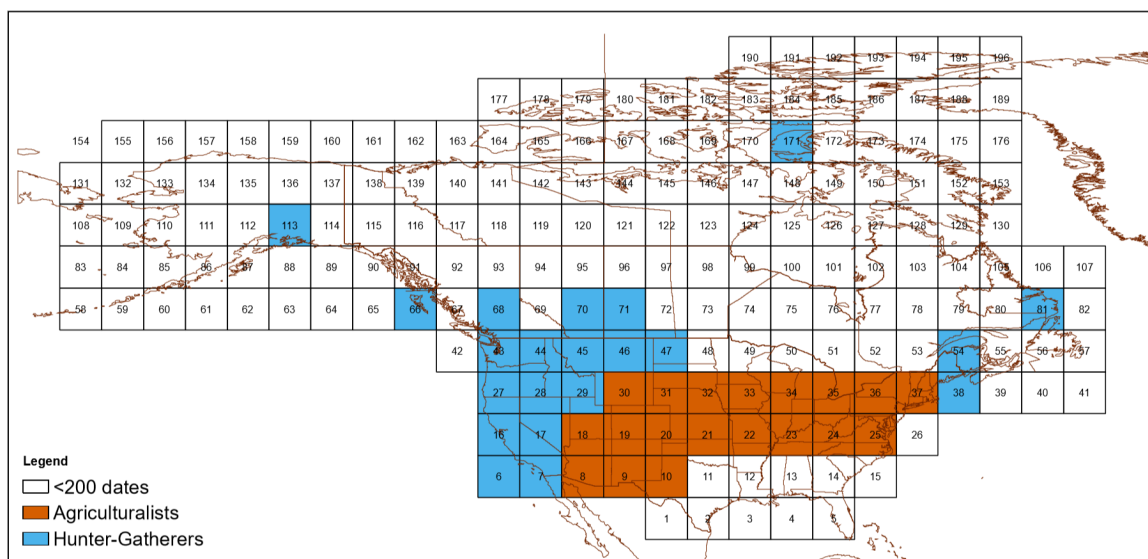 190 191 192 193 194 195 196
177 178 179 180 181 182 183 184 185 186 187 188 189
154 155 156 157 158 159 160 161 162 163 164 165 166 167 168 169 170 171 172 173 174 175 176
131 132 133 134 135 136 137 138 139 140 141 142 143 144 145 146 147 148 149 150 151 152 153
108 109 110 111 112 113 114 115 116 117 118 119 120 121 122 123 124 125 126 127 128 129 130
83 84 85 86 87 88 89 90 91 92 93 94 95 96 97 98 99 100 101 102 103 104 105 106 107
58 59 60 61 62 63 64 65 66 67 68 69 70 71 72 73 74 75 76 77 78 79 80 81 82
42 43 44 45 46 47 48 49 50 51 52 53 54 55 56 57
27 28 29 30 31 32 33 34 35 36 37 38 39 40 41
16 17 18 19 20 21 22 23 24 25 26
6 7 8 9 10 11 12 13 14 15
1 2 3 4 5
Legend
<200 dates
Agriculturalists
Hunter-Gatherers